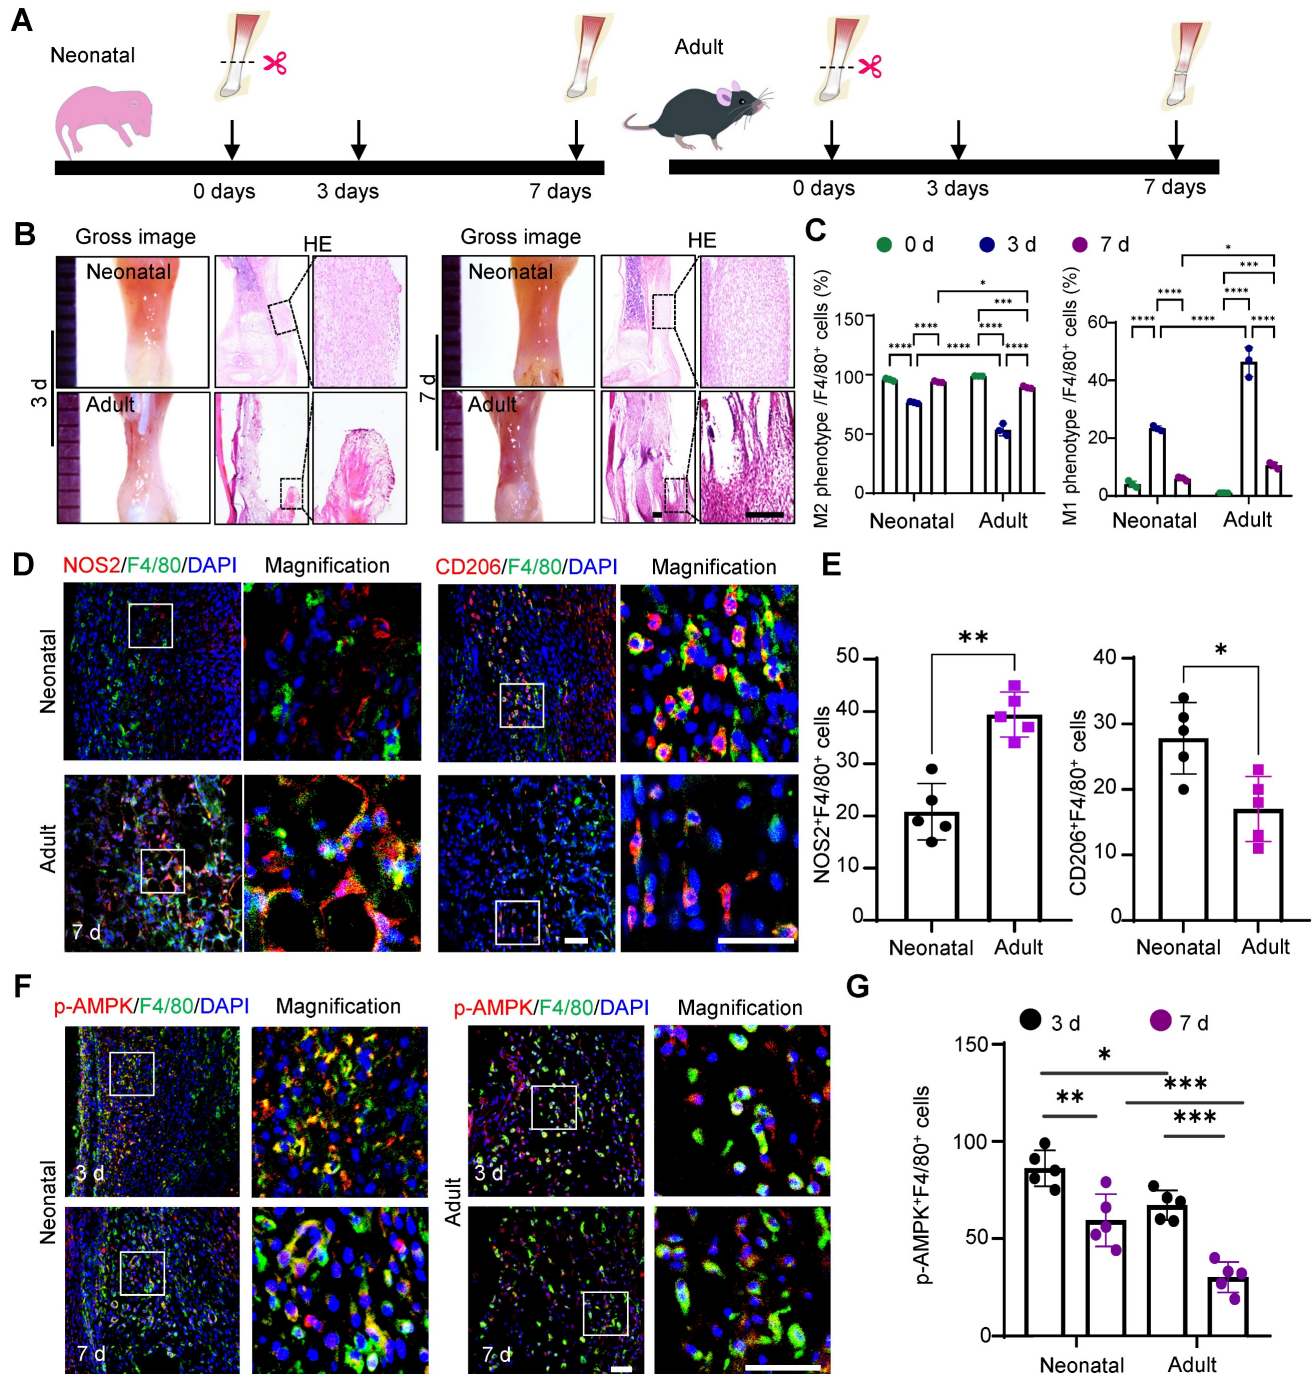 A
Neonatal
0 days
3 days
7 days
Adult
0 days
3 days
7 days
B
Gross image
HE
Gross image
HE
3 d
Neonatal
Adult
7 d
Neonatal
Adult
C
0 d
3 d
7 d
M2 phenotype /F4/80⁺ cells (%)
150
100
50
0
* 
***
**** **** 
**** **** ****
Neonatal
Adult
M1 phenotype /F4/80⁺ cells (%)
60
40
20
0
*
***
**** ****
**** **** ****
Neonatal
Adult
D
NOS2/F4/80/DAPI
Magnification
CD206/F4/80/DAPI
Magnification
Neonatal
Adult
7 d
E
NOS2⁺F4/80⁺ cells
50
40
30
20
10
0
**
Neonatal
Adult
CD206⁺F4/80⁺ cells
40
30
20
10
0
*
Neonatal
Adult
F
p-AMPK/F4/80/DAPI
Magnification
p-AMPK/F4/80/DAPI
Magnification
Neonatal
3 d
7 d
Adult
3 d
7 d
G
3 d
7 d
p-AMPK⁺F4/80⁺ cells
150
100
50
0
*
***
**
***
Neonatal
Adult